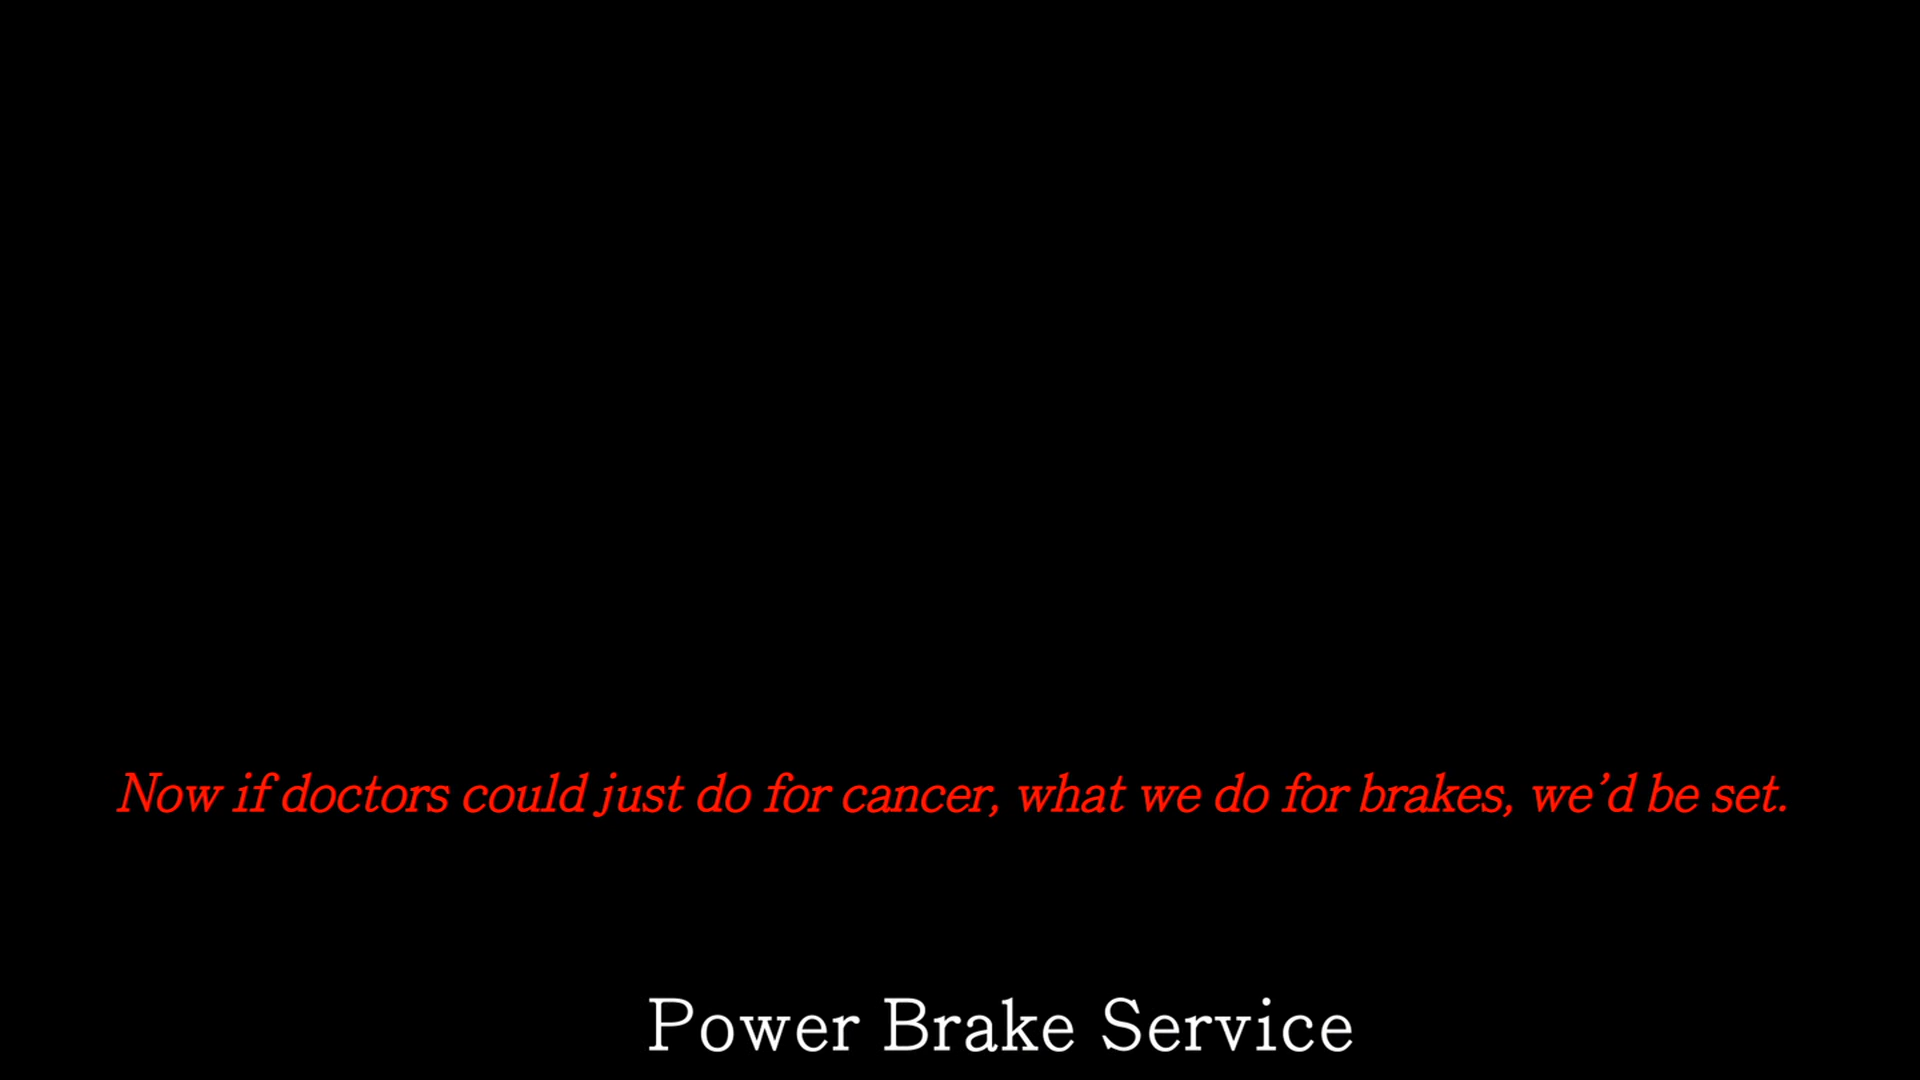 Now if doctors could just do for cancer, what we do for brakes, we’d be set.
Power Brake Service